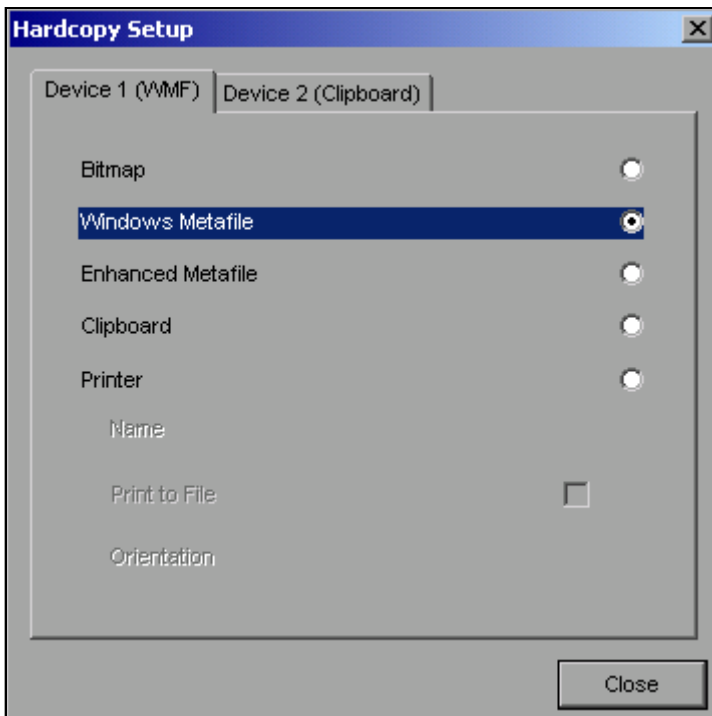 Hardcopy Setup
Device 1 (WMF) Device 2 (Clipboard)
Bitmap
Windows Metafile
Enhanced Metafile
Clipboard
Printer
Name
Print to File
Orientation
Close